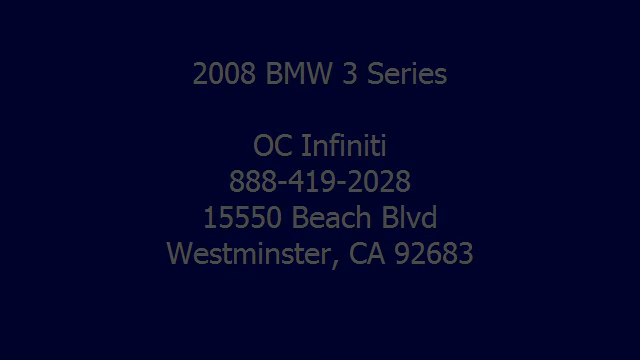 2008 BMW 3 Series
OC Infiniti
888-419-2028
15550 Beach Blvd
Westminster, CA 92683